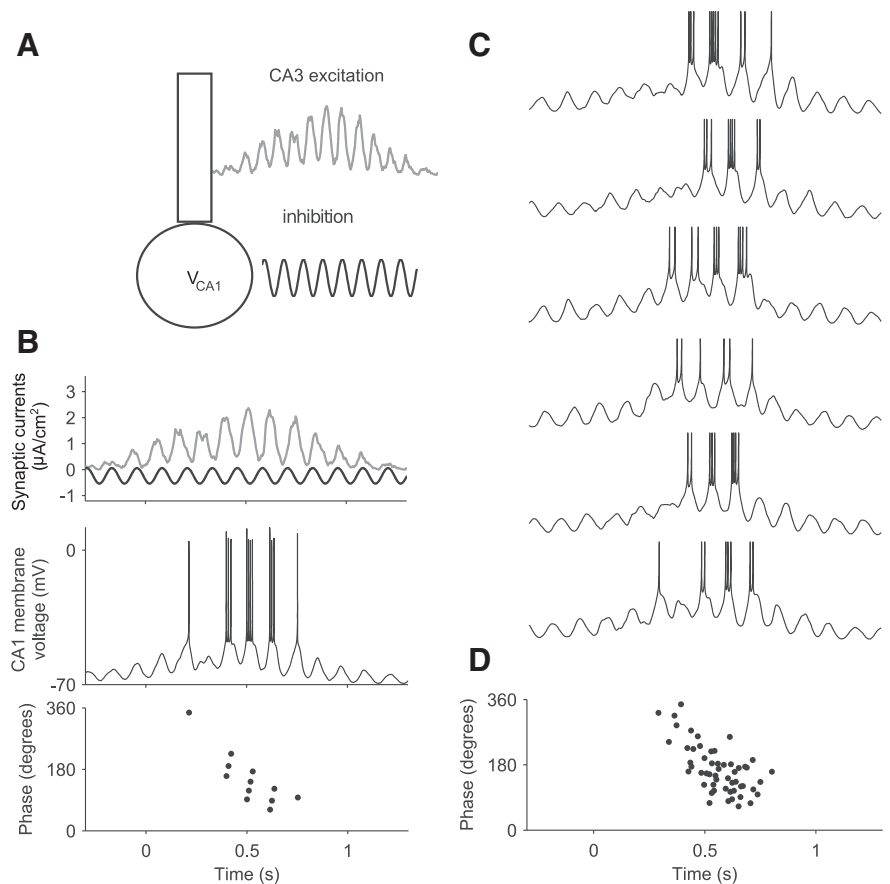 A
CA3 excitation
inhibition
VCA1
B
Synaptic currents
(µA/cm2)
3
2
1
0
-1
CA1 membrane
voltage (mV)
0
-70
Phase (degrees)
360
180
0
0
0.5
1
Time (s)
C
D
Phase (degrees)
360
180
0
0
0.5
1
Time (s)